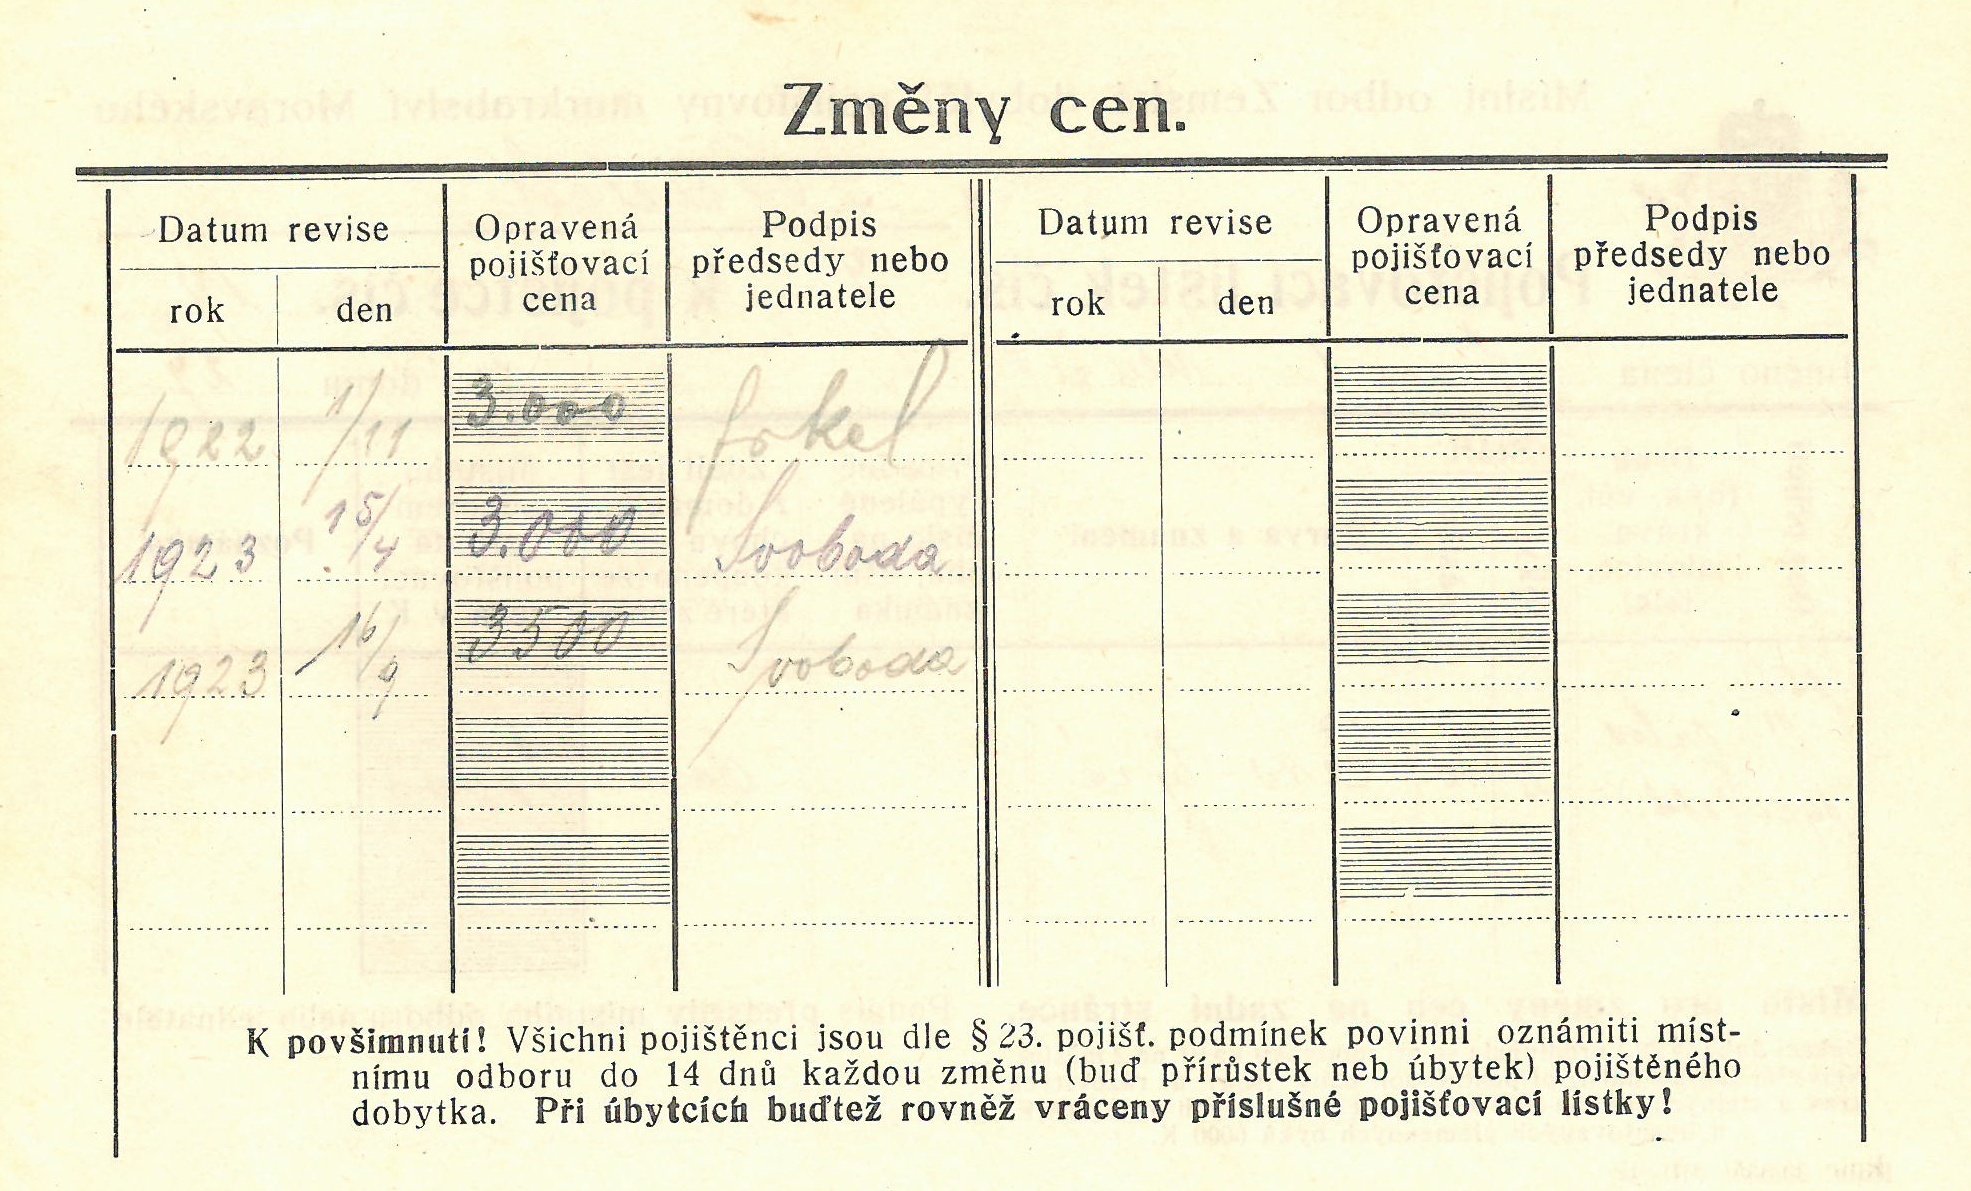 Změny cen.
Datum revise
rok den
Opravená
pojišťovací
cena
Podpis
předsedy nebo
jednatele
Datum revise
rok den
Opravená
pojišťovací
cena
Podpis
předsedy nebo
jednatele
1922 1/11 3.000
1923 15/4 3.000 Svoboda
1923 16/9 3500 Svoboda
K povšimnutí! Všichni pojištěnci jsou dle § 23. pojišť. podmínek povinni oznámiti míst-
nímu odboru do 14 dnů každou změnu (buď přírůstek neb úbytek) pojištěného
dobytka. Při úbytcích buďtež rovněž vráceny příslušné pojišťovací lístky!